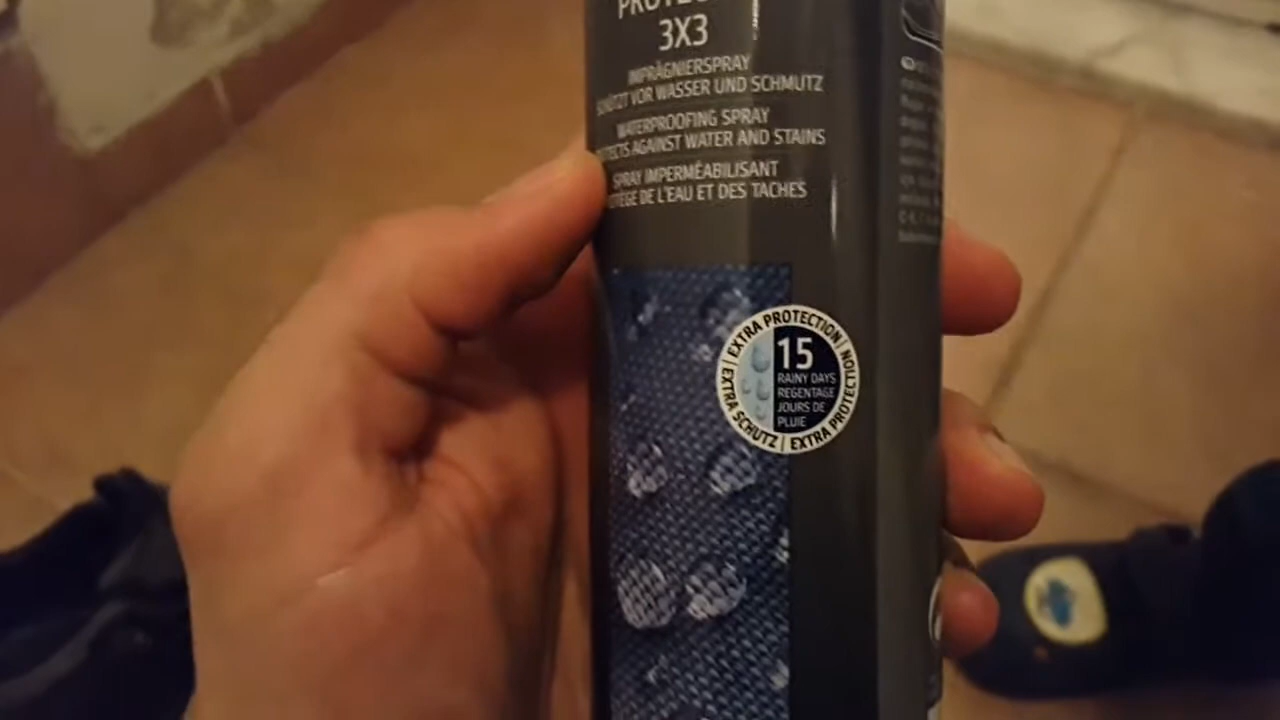 3X3
IMPRÄGNIERSPRAY
SCHÜTZT VOR WASSER UND SCHMUTZ
WATERPROOFING SPRAY
AGAINST WATER AND STAINS
SPRAY IMPERMÉABILISANT
DE L'EAU ET DES TACHES
EXTRA PROTECTION | EXTRA PROTECTION | EXTRA SCHUTZ |
15
RAINY DAYS
REGENTAGE
JOURS DE
PLUIE